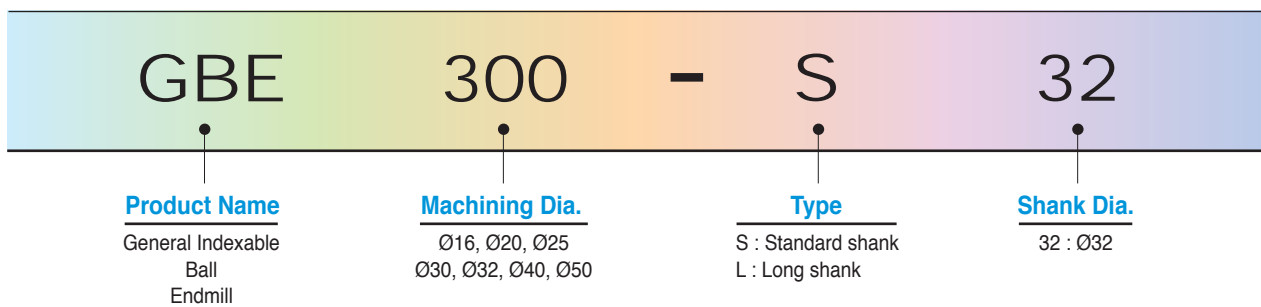 GBE 300 - S 32
Product Name
General Indexable
Ball
Endmill
Machining Dia.
Ø16, Ø20, Ø25
Ø30, Ø32, Ø40, Ø50
Type
S : Standard shank
L : Long shank
Shank Dia.
32 : Ø32